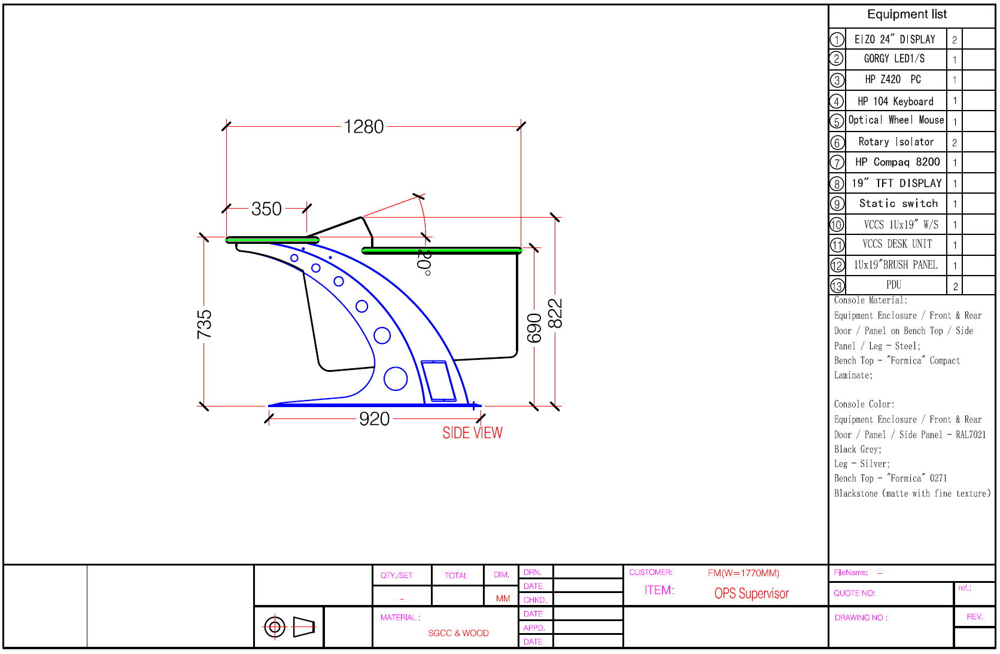 1280
350
20°
735
690
822
920
SIDE VIEW
Equipment list
1 EIZO 24" DISPLAY 2
2 GORGY LED1/S 1
3 HP Z420 PC 1
4 HP 104 Keyboard 1
5 Optical Wheel Mouse 1
6 Rotary Isolator 2
7 HP Compaq 8200 1
8 19" TFT DISPLAY 1
9 Static switch 1
10 VCCS 1Ux19" W/S 1
11 VCCS DESK UNIT 1
12 1Ux19"BRUSH PANEL 1
13 PDU 2
Console Material:
Equipment Enclosure / Front & Rear
Door / Panel on Bench Top / Side
Panel / Leg - Steel;
Bench Top - "Formica" Compact
Laminate;
Console Color:
Equipment Enclosure / Front & Rear
Door / Panel / Side Panel - RAL7021
Black Grey;
Leg - Silver;
Bench Top - "Formica" 0271
Blackstone (matte with fine texture)
QTY./SET TOTAL DIM.
- MM
MATERIAL :
SGCC & WOOD
DRN.
DATE
CHKD.
DATE
APPD.
DATE
CUSTOMER: FM(W=1770MM)
ITEM: OPS Supervisor
FileName; --
QUOTE NO: ref.:
DRAWING NO : REV.